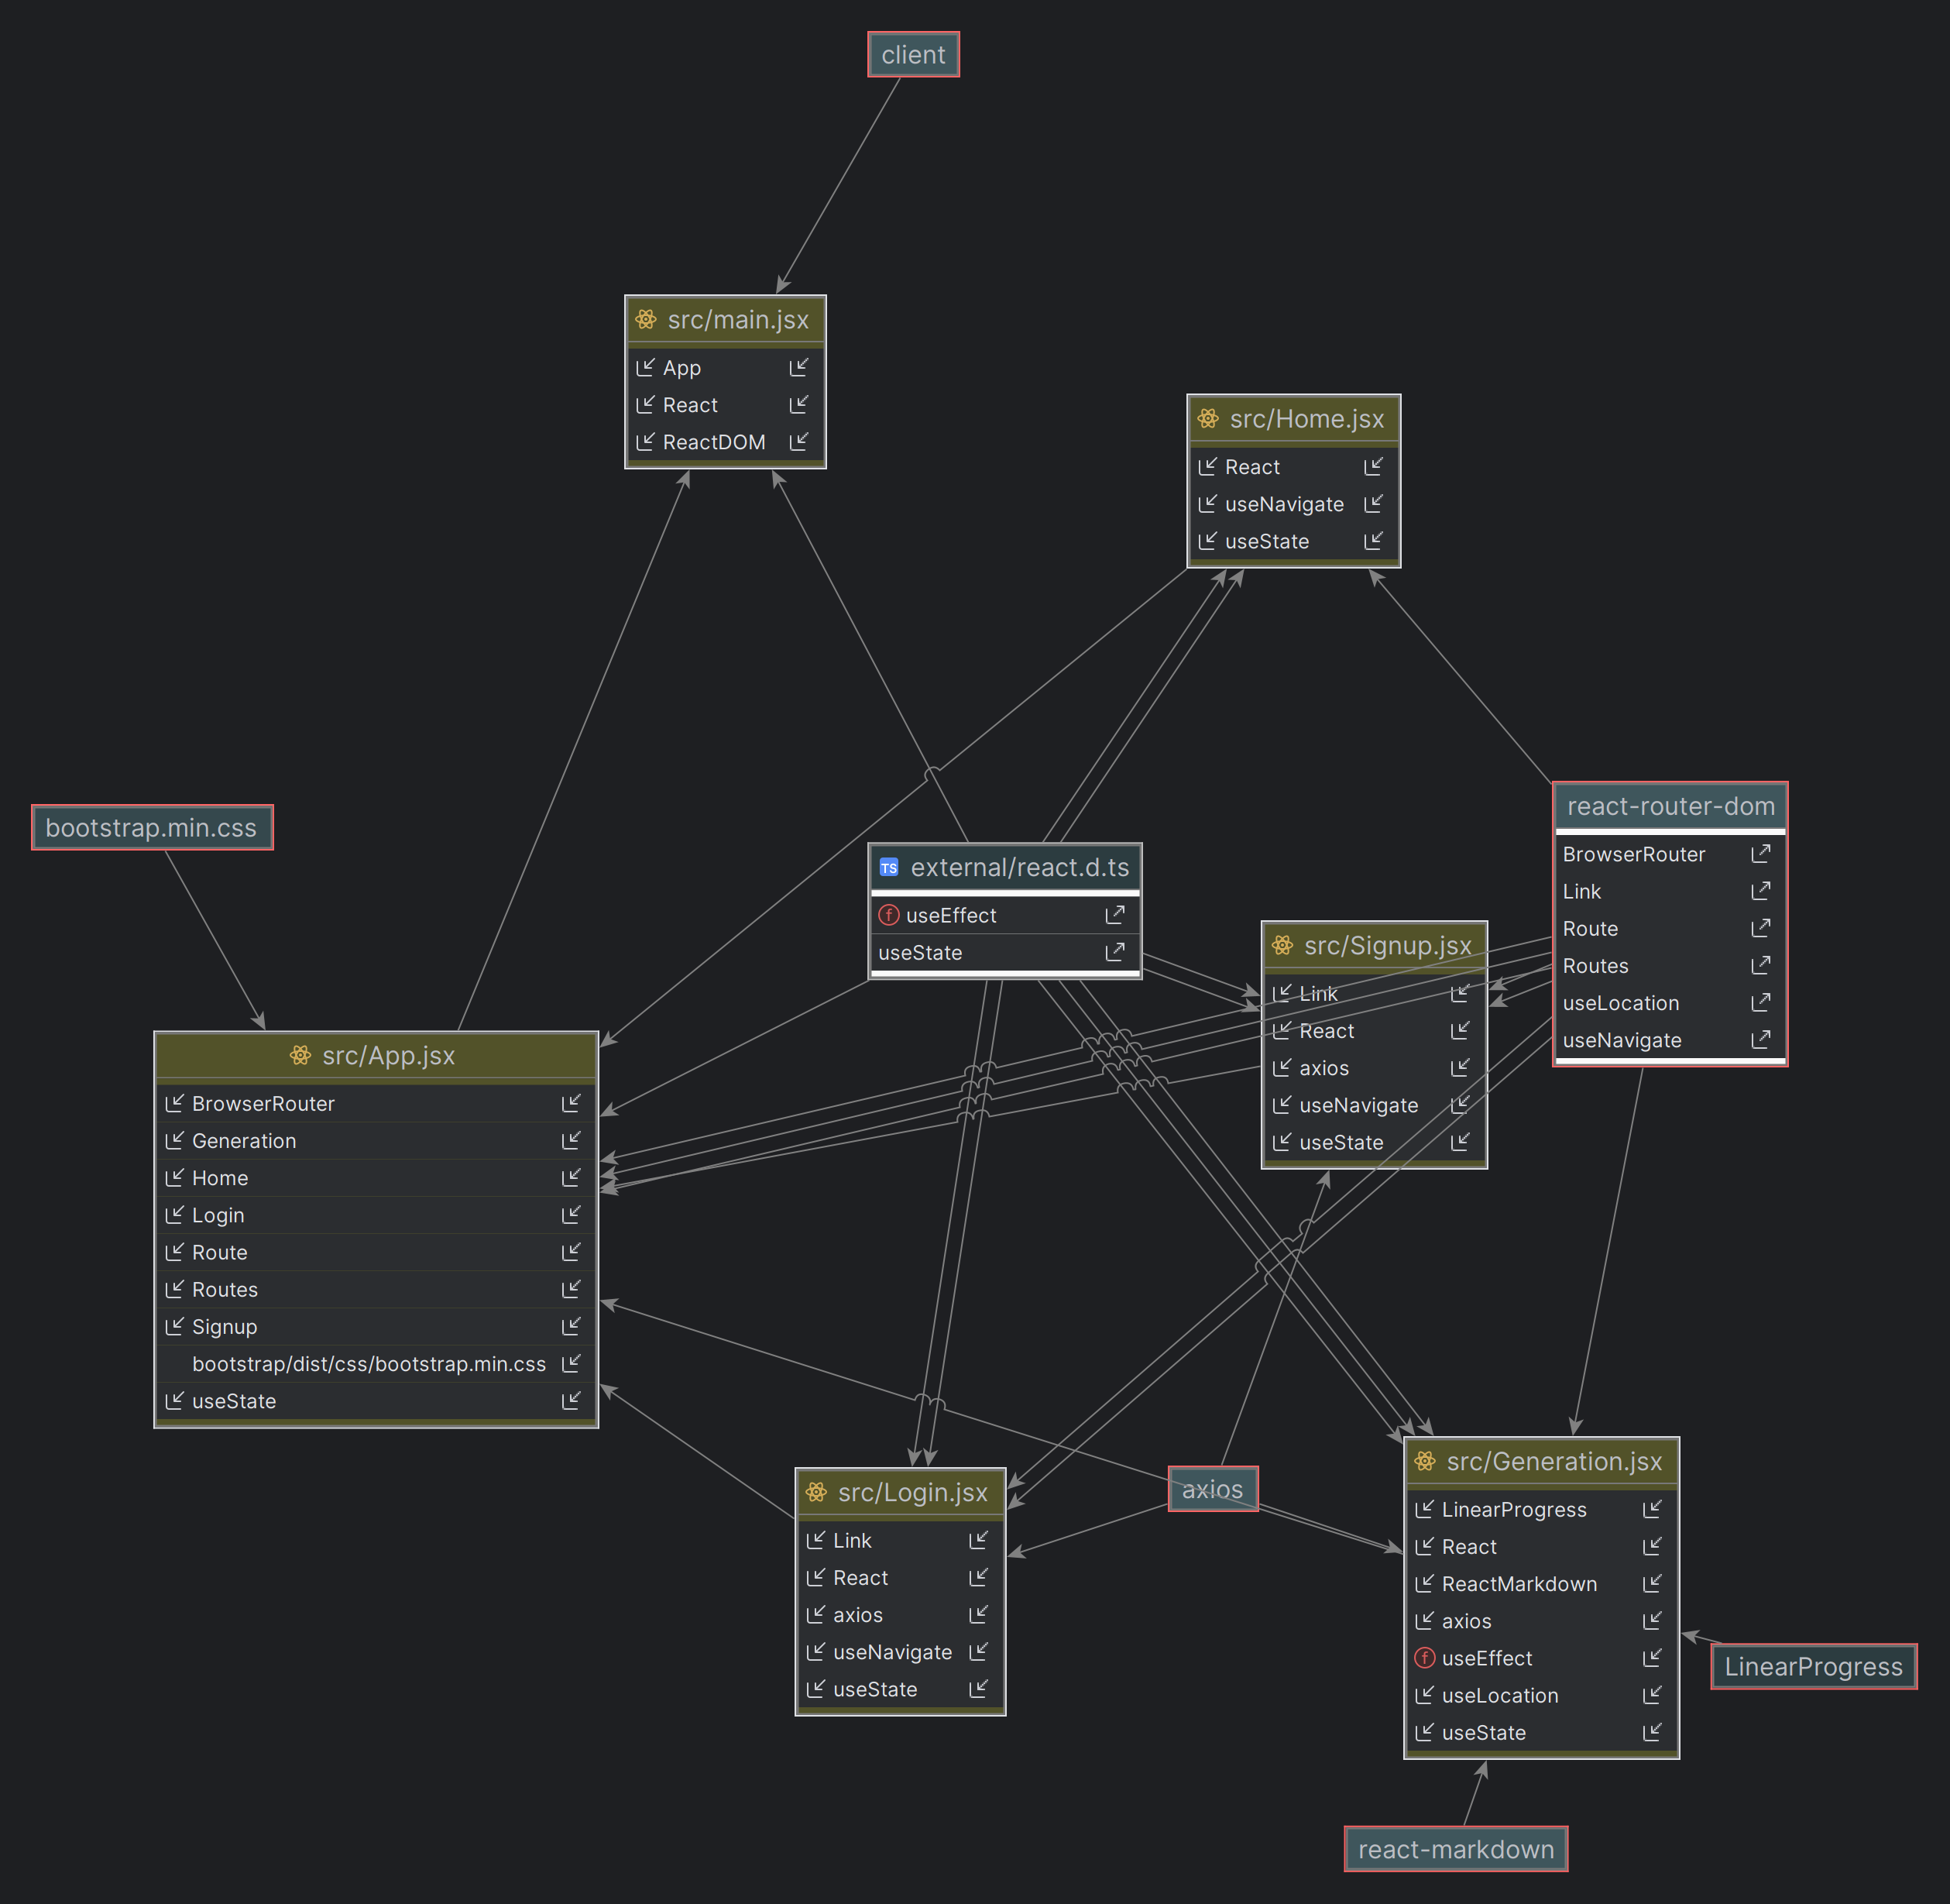 client
src/main.jsx
App
React
ReactDOM
src/Home.jsx
React
useNavigate
useState
bootstrap.min.css
external/react.d.ts
useEffect
useState
react-router-dom
BrowserRouter
Link
Route
Routes
useLocation
useNavigate
src/Signup.jsx
Link
React
axios
useNavigate
useState
src/App.jsx
BrowserRouter
Generation
Home
Login
Route
Routes
Signup
bootstrap/dist/css/bootstrap.min.css
useState
src/Login.jsx
Link
React
axios
useNavigate
useState
axios
src/Generation.jsx
LinearProgress
React
ReactMarkdown
axios
useEffect
useLocation
useState
LinearProgress
react-markdown